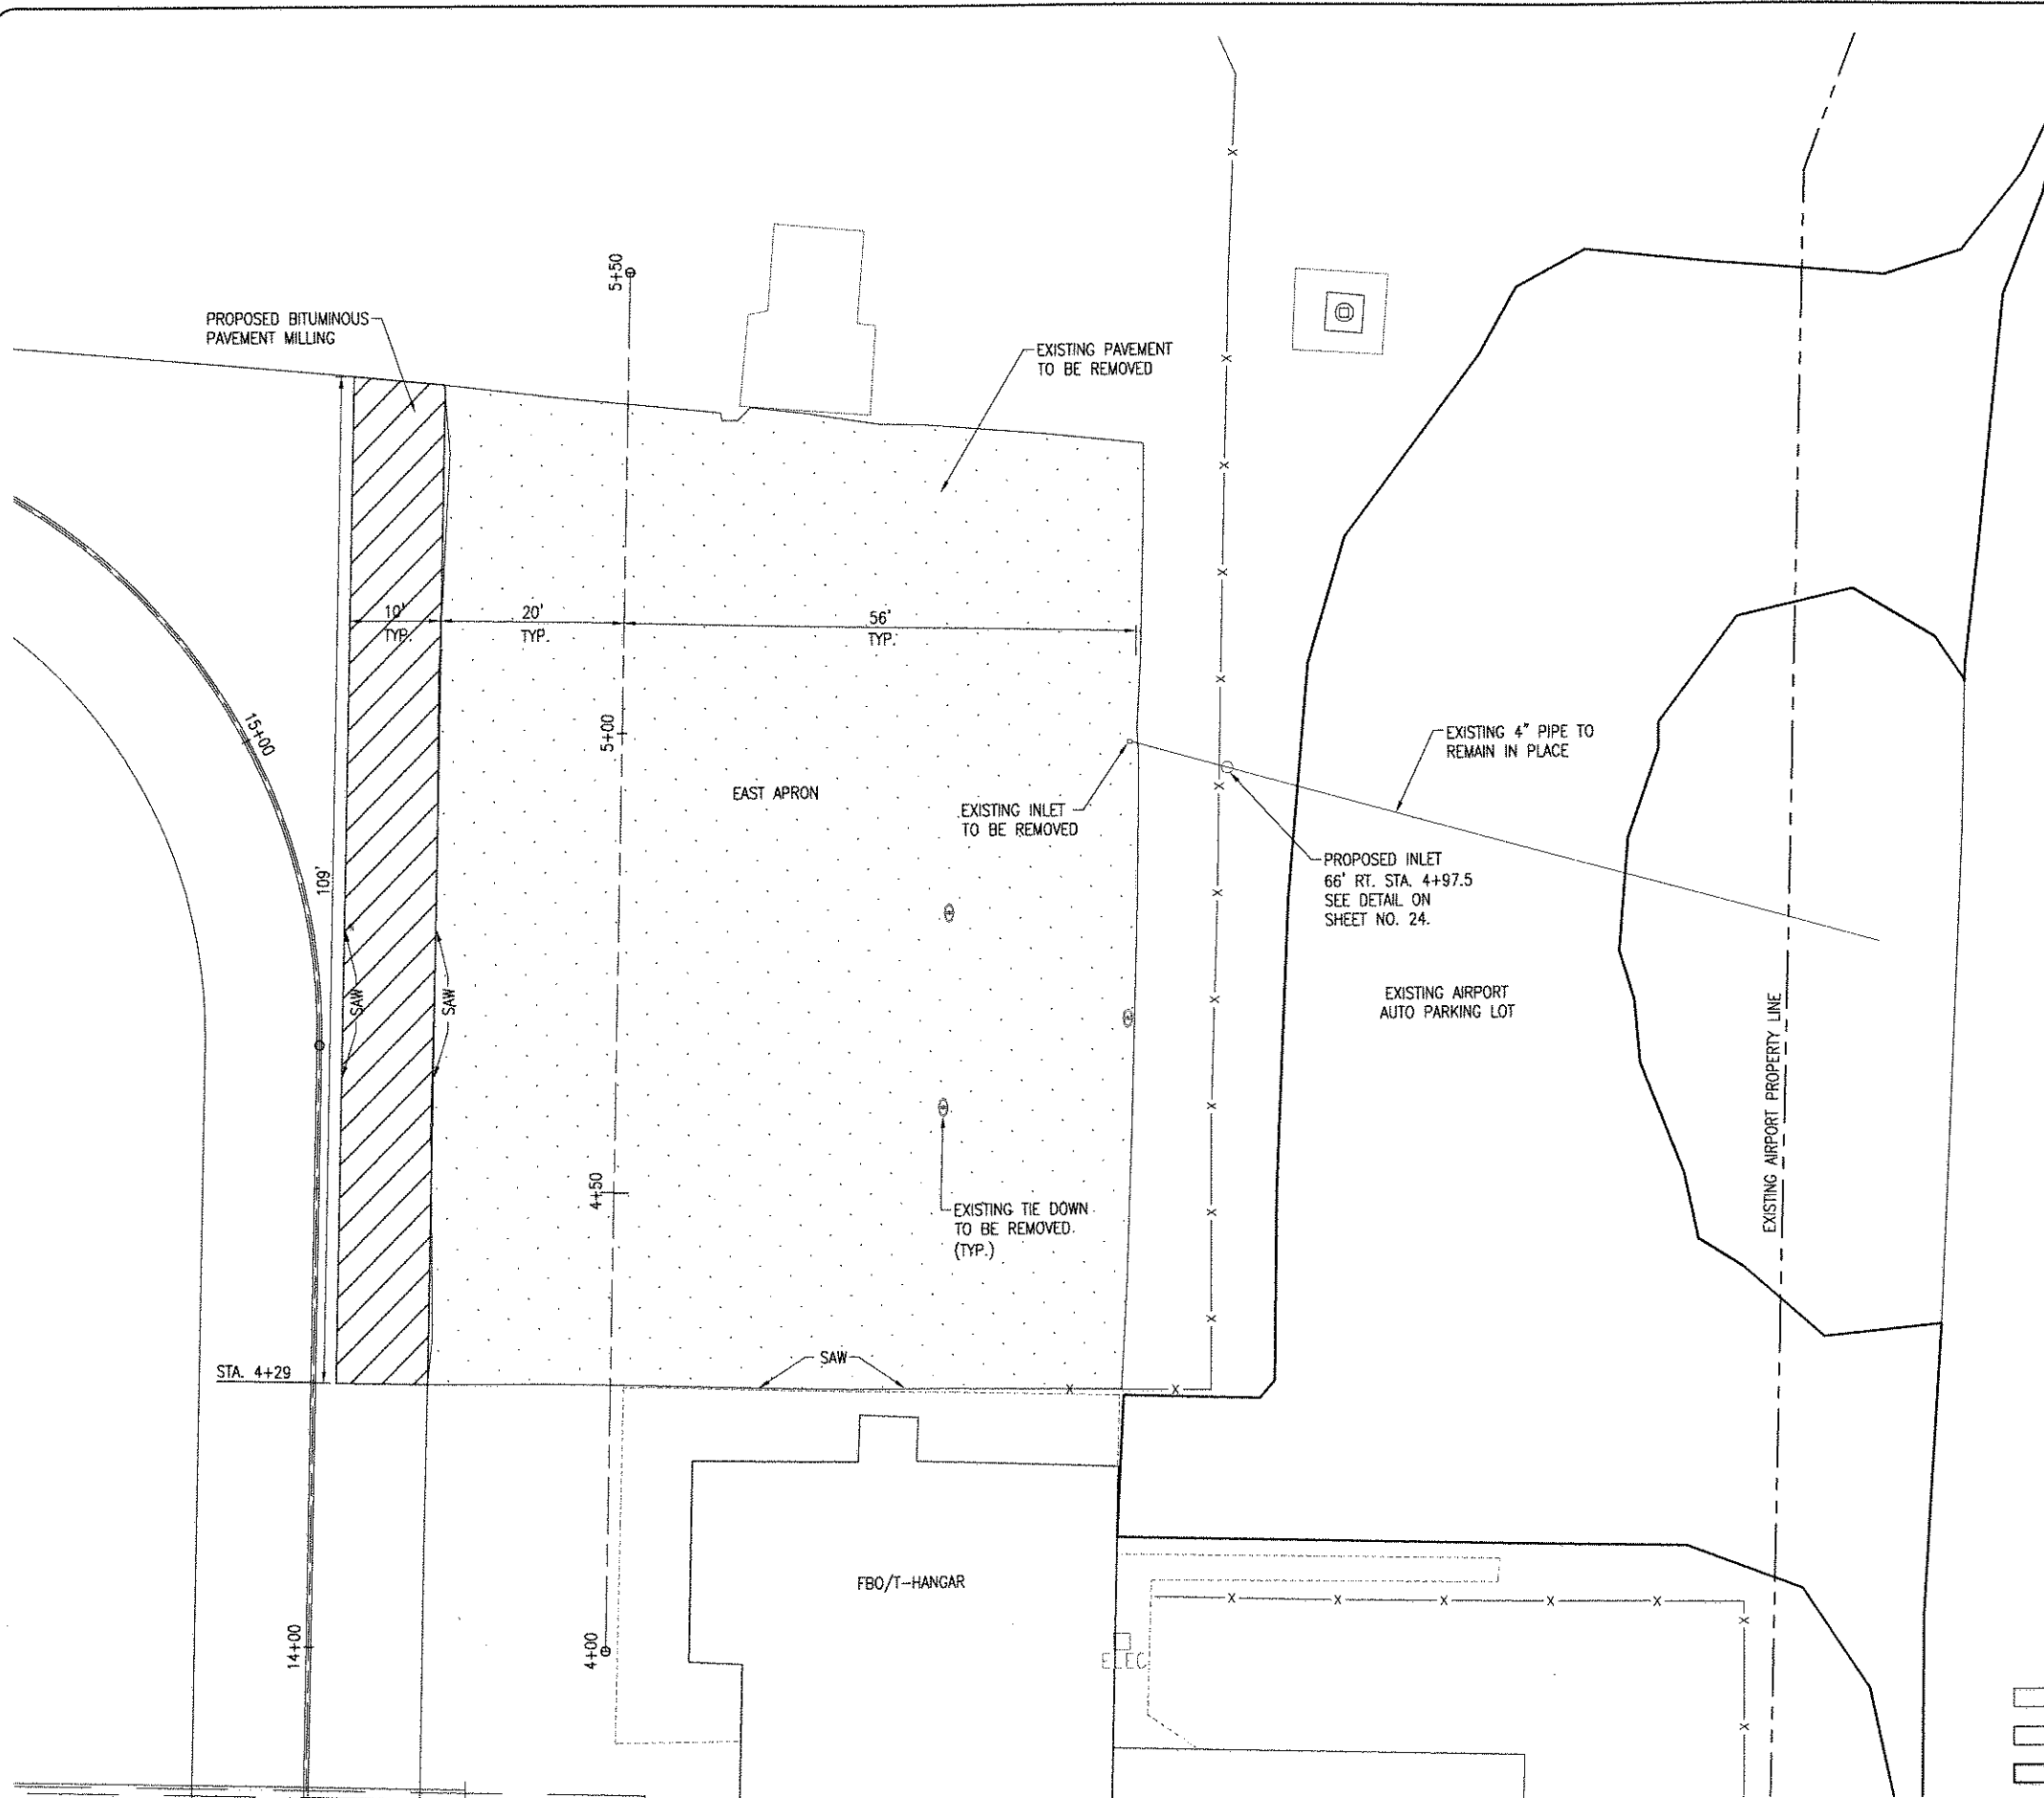 5+50
PROPOSED BITUMINOUS
PAVEMENT MILLING
EXISTING PAVEMENT
TO BE REMOVED
10'
TYP.
20'
TYP.
56'
TYP.
15+00
5+00
EXISTING 4" PIPE TO
REMAIN IN PLACE
EAST APRON
EXISTING INLET
TO BE REMOVED
PROPOSED INLET
66' RT. STA. 4+97.5
SEE DETAIL ON
SHEET NO. 24.
109'
SAW
SAW
EXISTING AIRPORT
AUTO PARKING LOT
EXISTING AIRPORT PROPERTY LINE
4+50
EXISTING TIE DOWN
TO BE REMOVED.
(TYP.)
STA. 4+29
SAW
FBO/T-HANGAR
14+00
4+00
ELEC